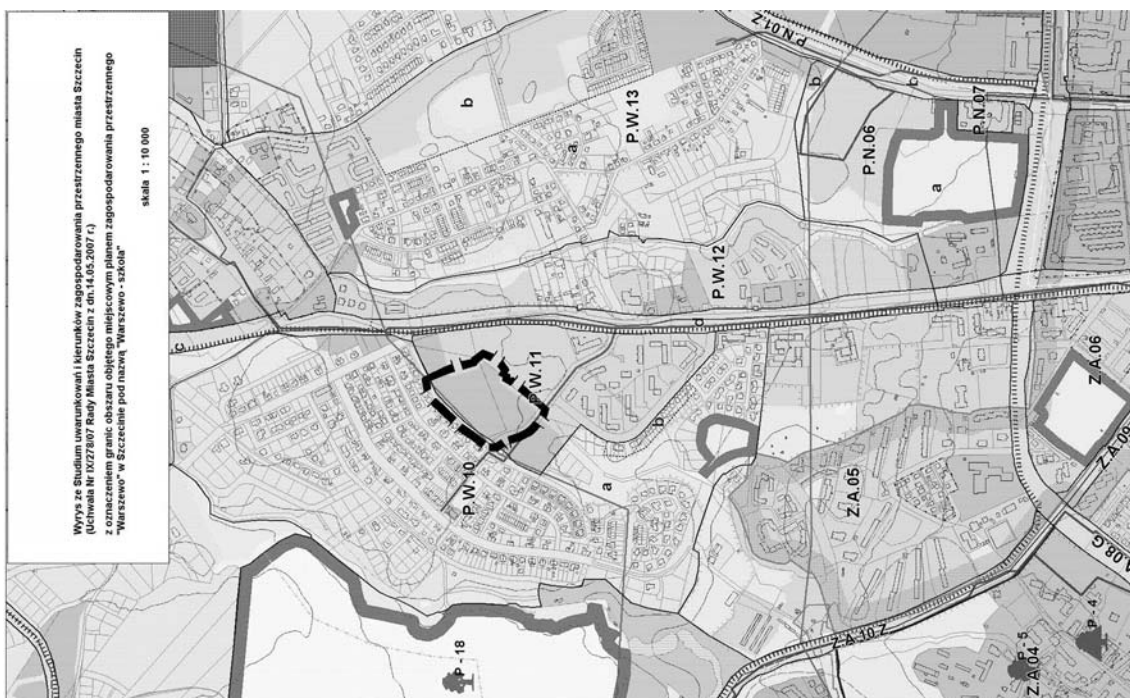 Wyrys ze Studium uwarunkowań i kierunków zagospodarowania przestrzennego miasta Szczecin
(Uchwała Nr IX/278/07 Rady Miasta Szczecin z dn.14.05.2007 r.)
z oznaczeniem granic obszaru objętego miejscowym planem zagospodarowania przestrzennego
"Warszewo" w Szczecinie pod nazwą "Warszewo - szkoła"
skala 1 : 10 000
c
b
P.W.13
a
P.N.01.Z
b
b
P.N.06
P.N.07
a
P.W.12
d
P.W.11
P.W.10
b
a
Z.A.05
Z.A.06
Z.A.09
A.08.G
Z.A.10.Z
P-18
P-4
P-5
Z.A.04